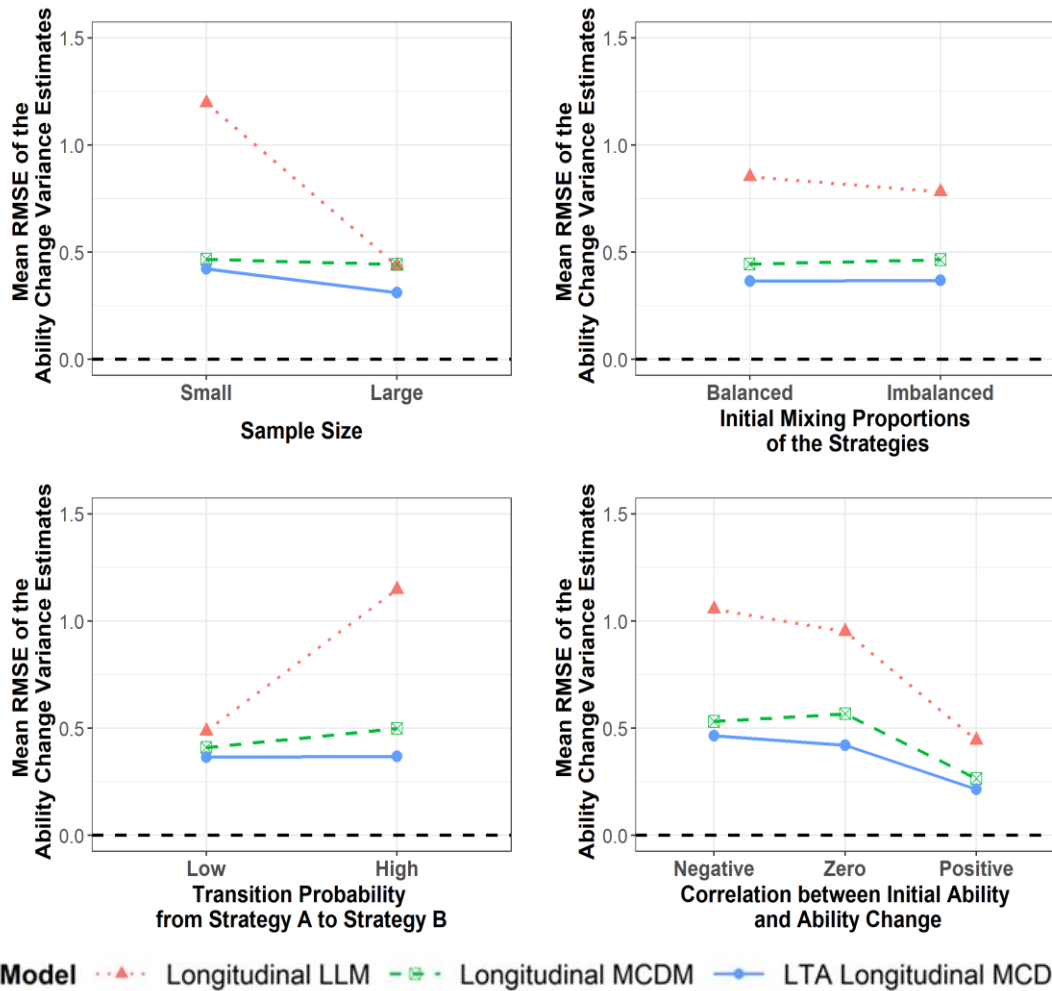 Mean RMSE of the
Ability Change Variance Estimates
1.5
1.0
0.5
0.0
Small
Large
Sample Size
Mean RMSE of the
Ability Change Variance Estimates
1.5
1.0
0.5
0.0
Balanced
Imbalanced
Initial Mixing Proportions
of the Strategies
Mean RMSE of the
Ability Change Variance Estimates
1.5
1.0
0.5
0.0
Low
High
Transition Probability
from Strategy A to Strategy B
Mean RMSE of the
Ability Change Variance Estimates
1.5
1.0
0.5
0.0
Negative
Zero
Positive
Correlation between Initial Ability
and Ability Change
Model Longitudinal LLM Longitudinal MCDM LTA Longitudinal MCD